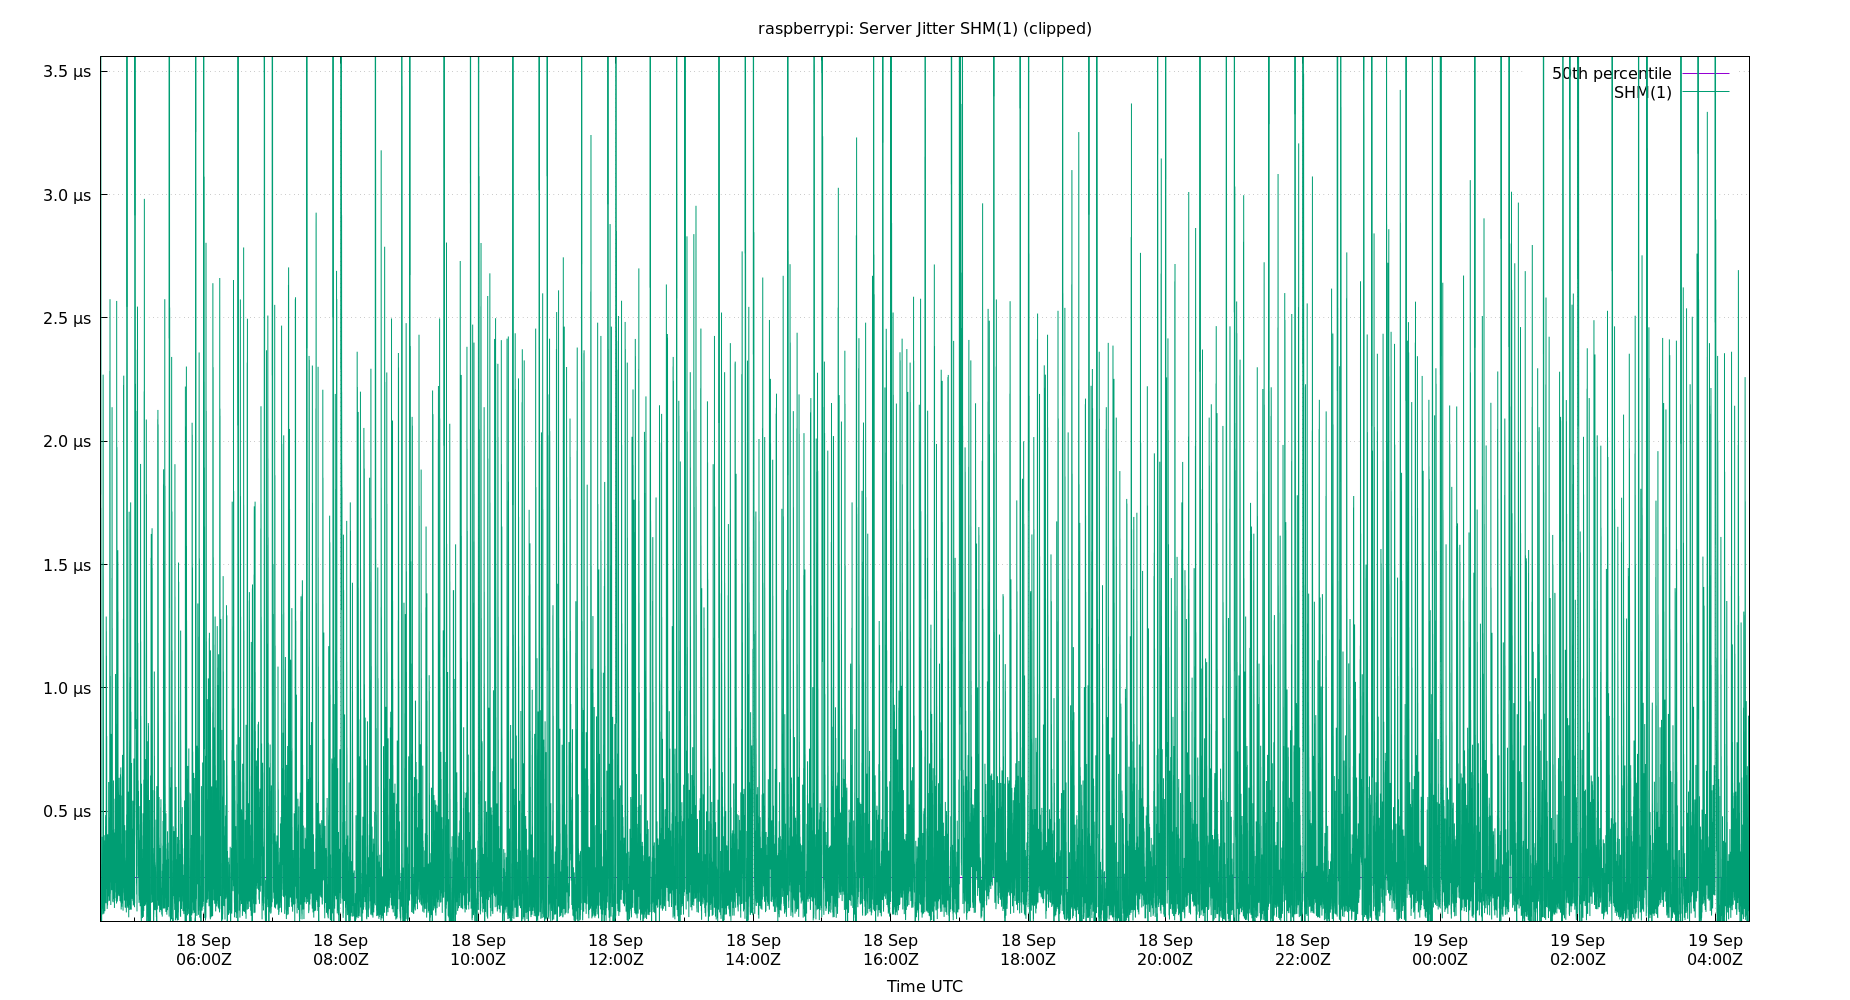 raspberrypi: Server Jitter SHM(1) (clipped)
3.5 μs
3.0 μs
2.5 μs
2.0 μs
1.5 μs
1.0 μs
0.5 μs
50th percentile
SHM(1)
18 Sep 18 Sep 18 Sep 18 Sep 18 Sep 18 Sep 18 Sep 18 Sep 18 Sep 19 Sep 19 Sep 19 Sep
06:00Z 08:00Z 10:00Z 12:00Z 14:00Z 16:00Z 18:00Z 20:00Z 22:00Z 00:00Z 02:00Z 04:00Z
Time UTC